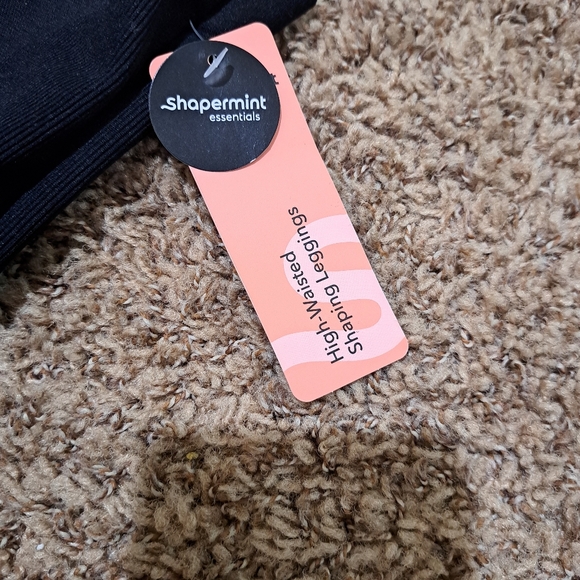 Shapermint
essentials
High-Waisted
Shaping Leggings